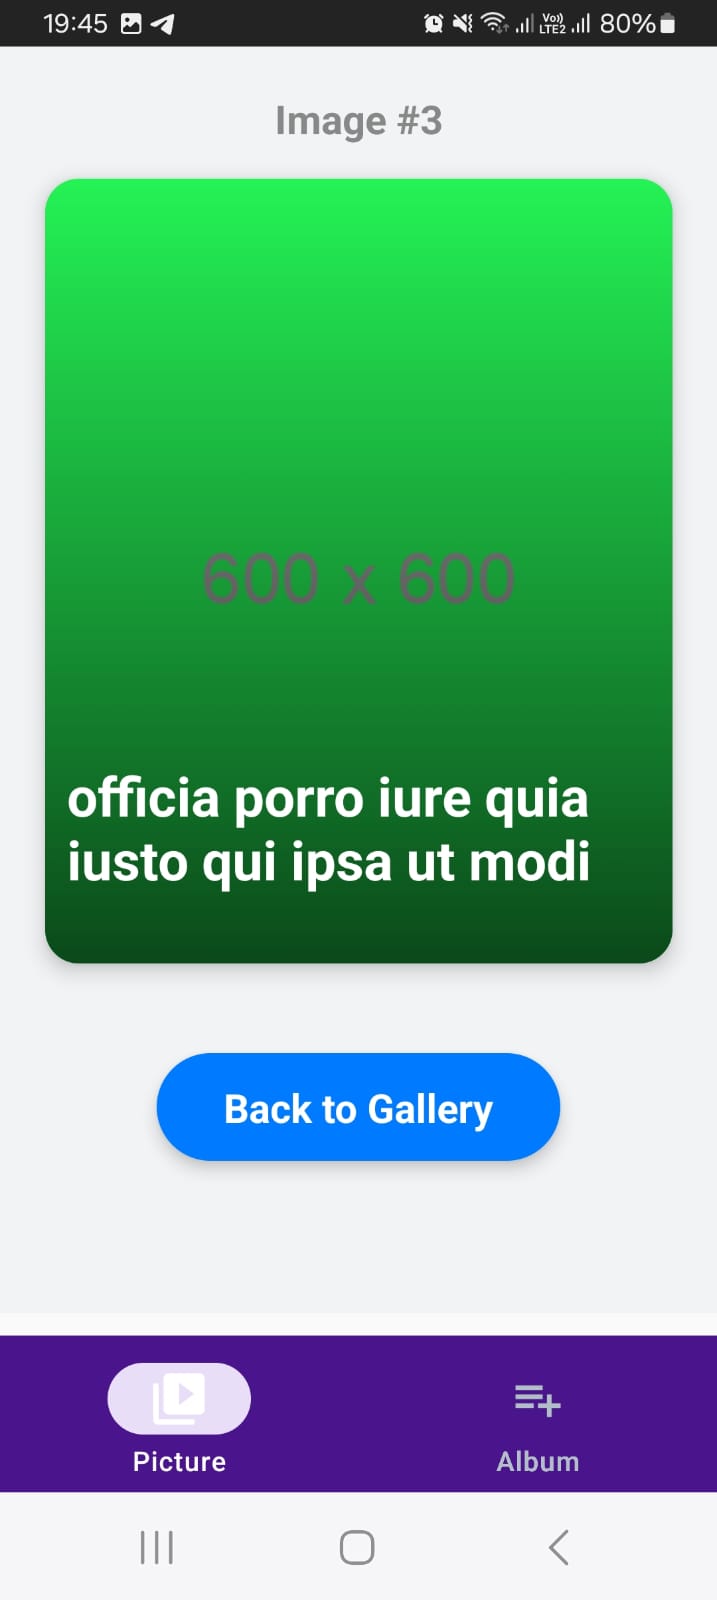 19:45
Vo))
LTE2
80%
Image #3
600 x 600
officia porro iure quia
iusto qui ipsa ut modi
Back to Gallery
Picture
Album